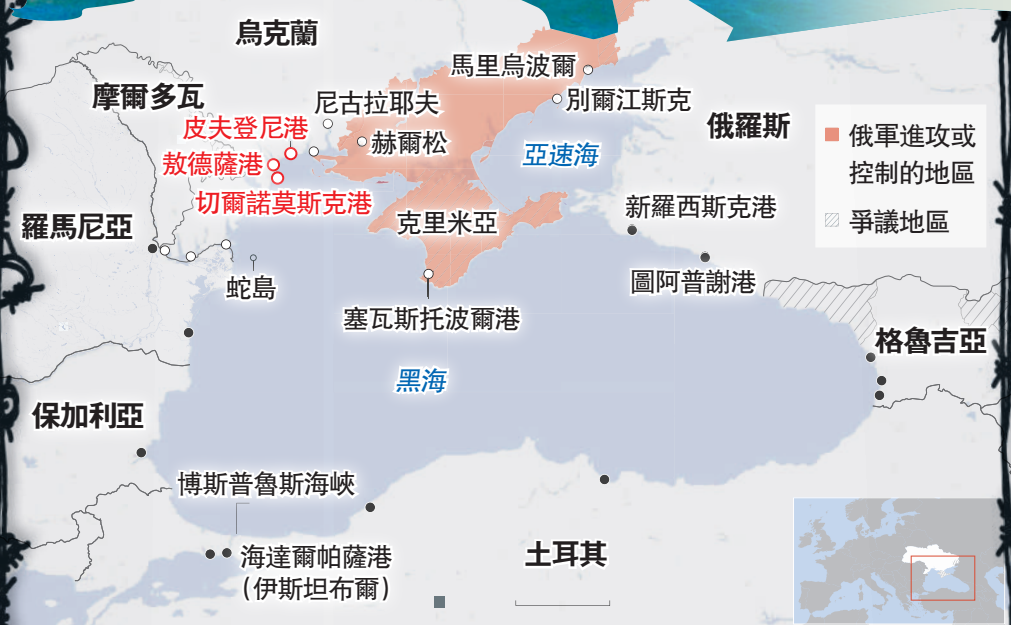 烏克蘭
馬里烏波爾
摩爾多瓦
尼古拉耶夫
別爾江斯克
皮夫登尼港
赫爾松
俄羅斯
俄軍進攻或
控制的地區
敖德薩港
亞速海
切爾諾莫斯克港
爭議地區
羅馬尼亞
克里米亞
新羅西斯克港
蛇島
圖阿普謝港
塞瓦斯托波爾港
格魯吉亞
黑海
保加利亞
博斯普魯斯海峽
海達爾帕薩港
(伊斯坦布爾)
土耳其